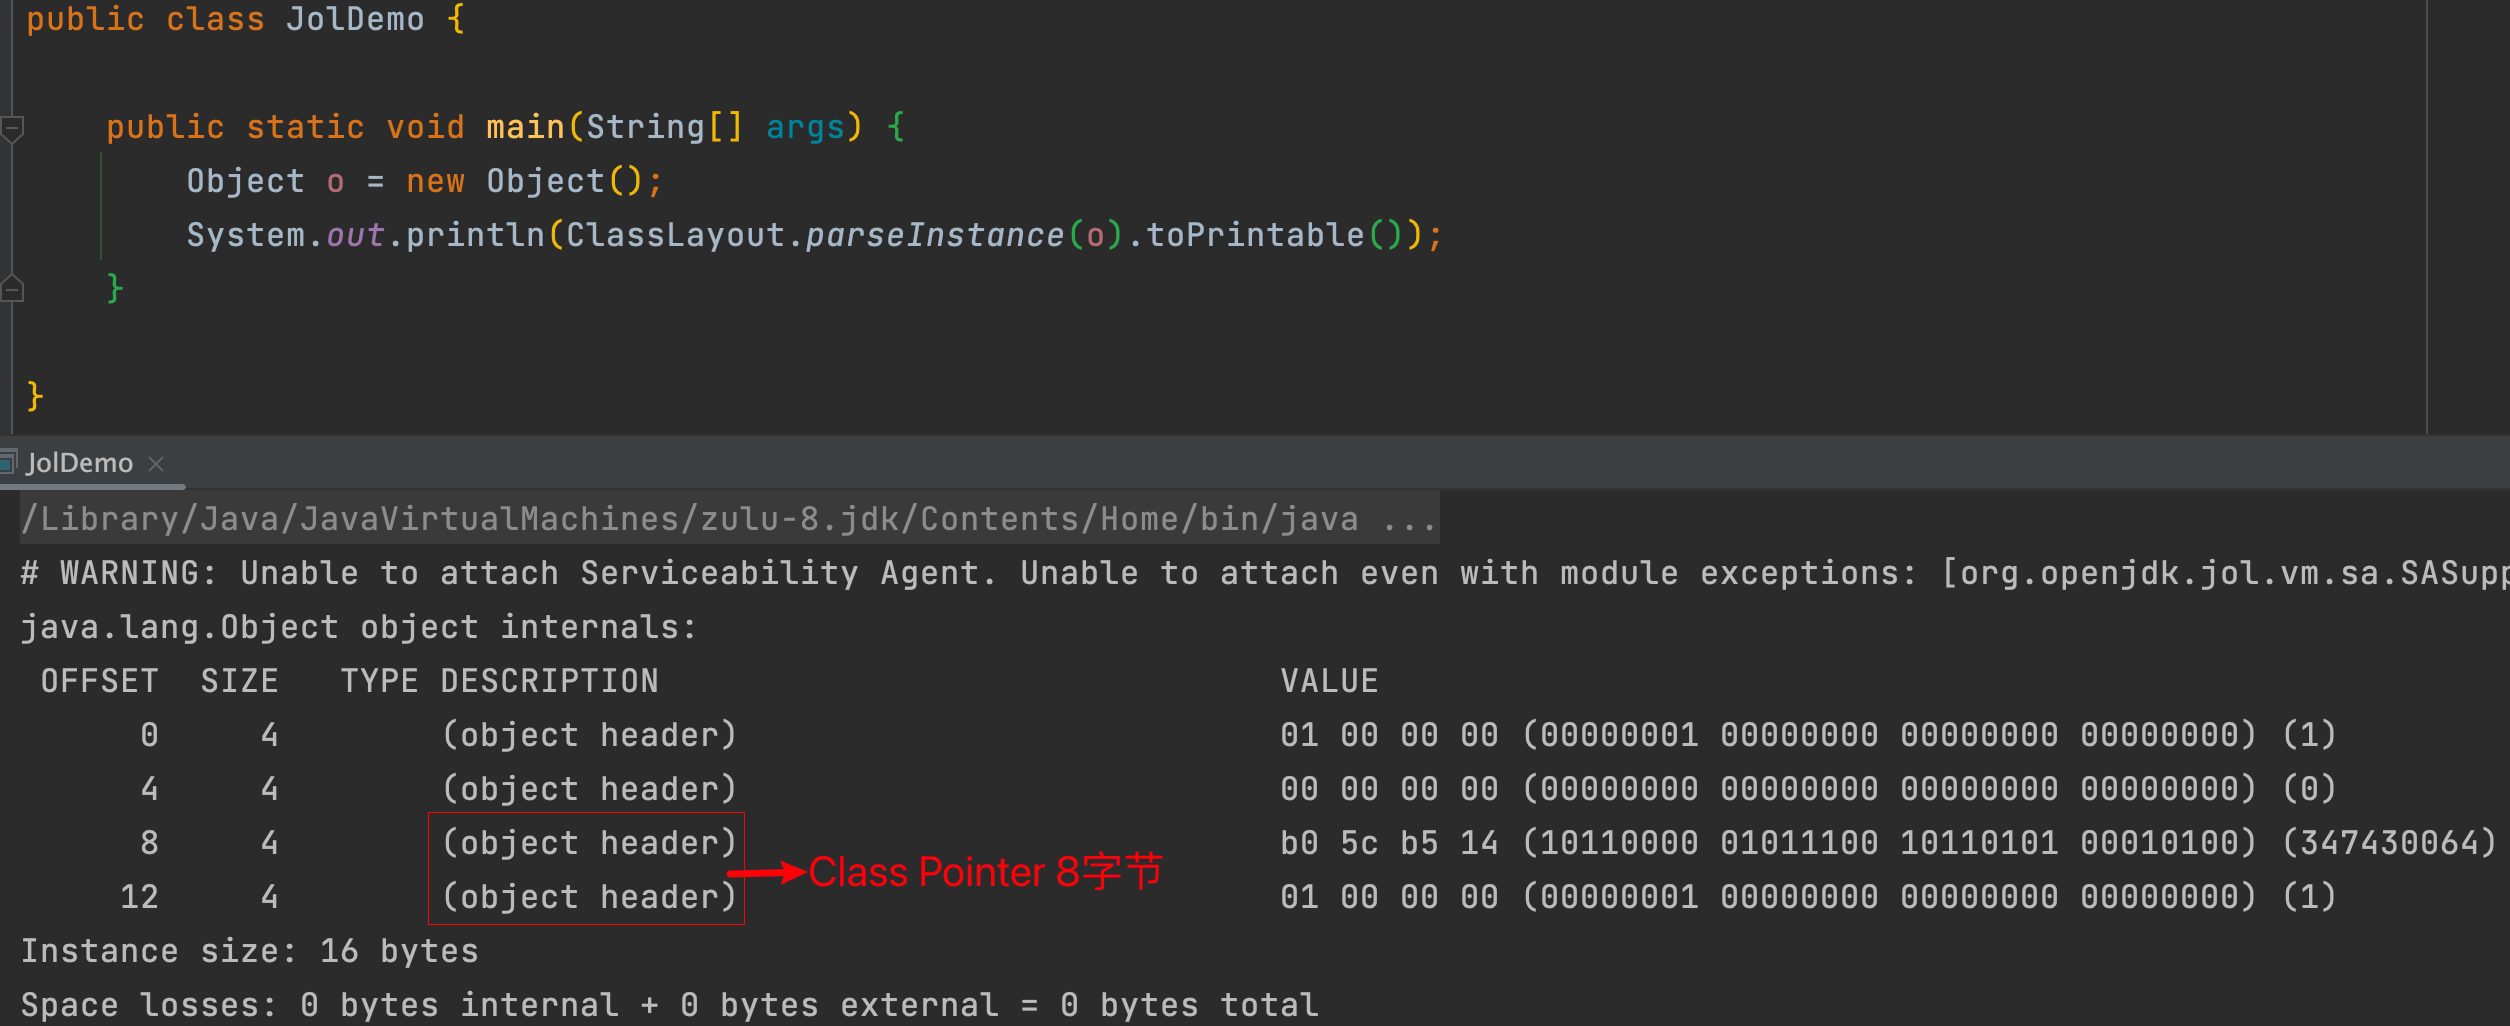 public class JolDemo {
public static void main(String[] args) {
Object o = new Object();
System.out.println(ClassLayout.parseInstance(o).toPrintable());
}
}
JolDemo
/Library/Java/JavaVirtualMachines/zulu-8.jdk/Contents/Home/bin/java ...
# WARNING: Unable to attach Serviceability Agent. Unable to attach even with module exceptions: [org.openjdk.jol.vm.sa.SASupp
java.lang.Object object internals:
OFFSET SIZE TYPE DESCRIPTION VALUE
0 4 (object header) 01 00 00 00 (00000001 00000000 00000000 00000000) (1)
4 4 (object header) 00 00 00 00 (00000000 00000000 00000000 00000000) (0)
8 4 (object header) b0 5c b5 14 (10110000 01011100 10110101 00010100) (347430064)
Class Pointer 8字节
12 4 (object header) 01 00 00 00 (00000001 00000000 00000000 00000000) (1)
Instance size: 16 bytes
Space losses: 0 bytes internal + 0 bytes external = 0 bytes total